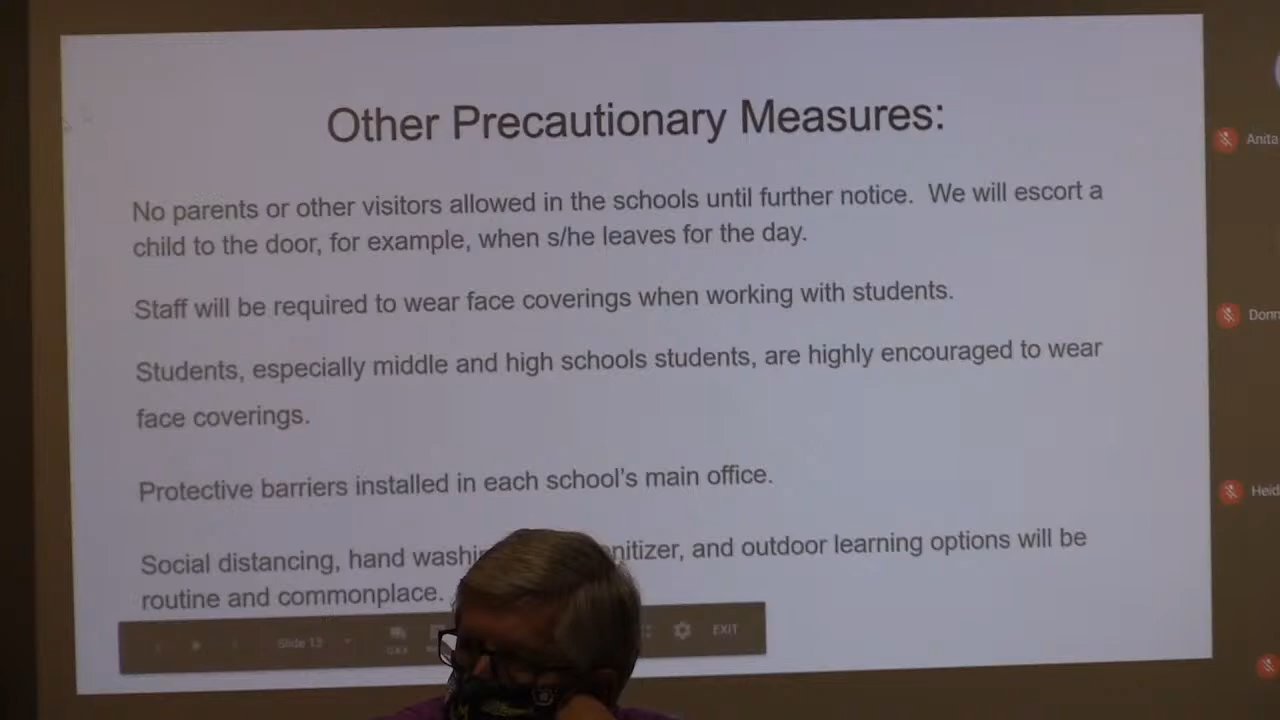 Other Precautionary Measures:
No parents or other visitors allowed in the schools until further notice. We will escort a
child to the door, for example, when s/he leaves for the day.
Staff will be required to wear face coverings when working with students.
Students, especially middle and high schools students, are highly encouraged to wear
face coverings.
Protective barriers installed in each school's main office.
Social distancing, hand washi nitizer, and outdoor learning options will be
routine and commonplace.
Slide 13 Q&A EXIT
Anita
Donn
Heid